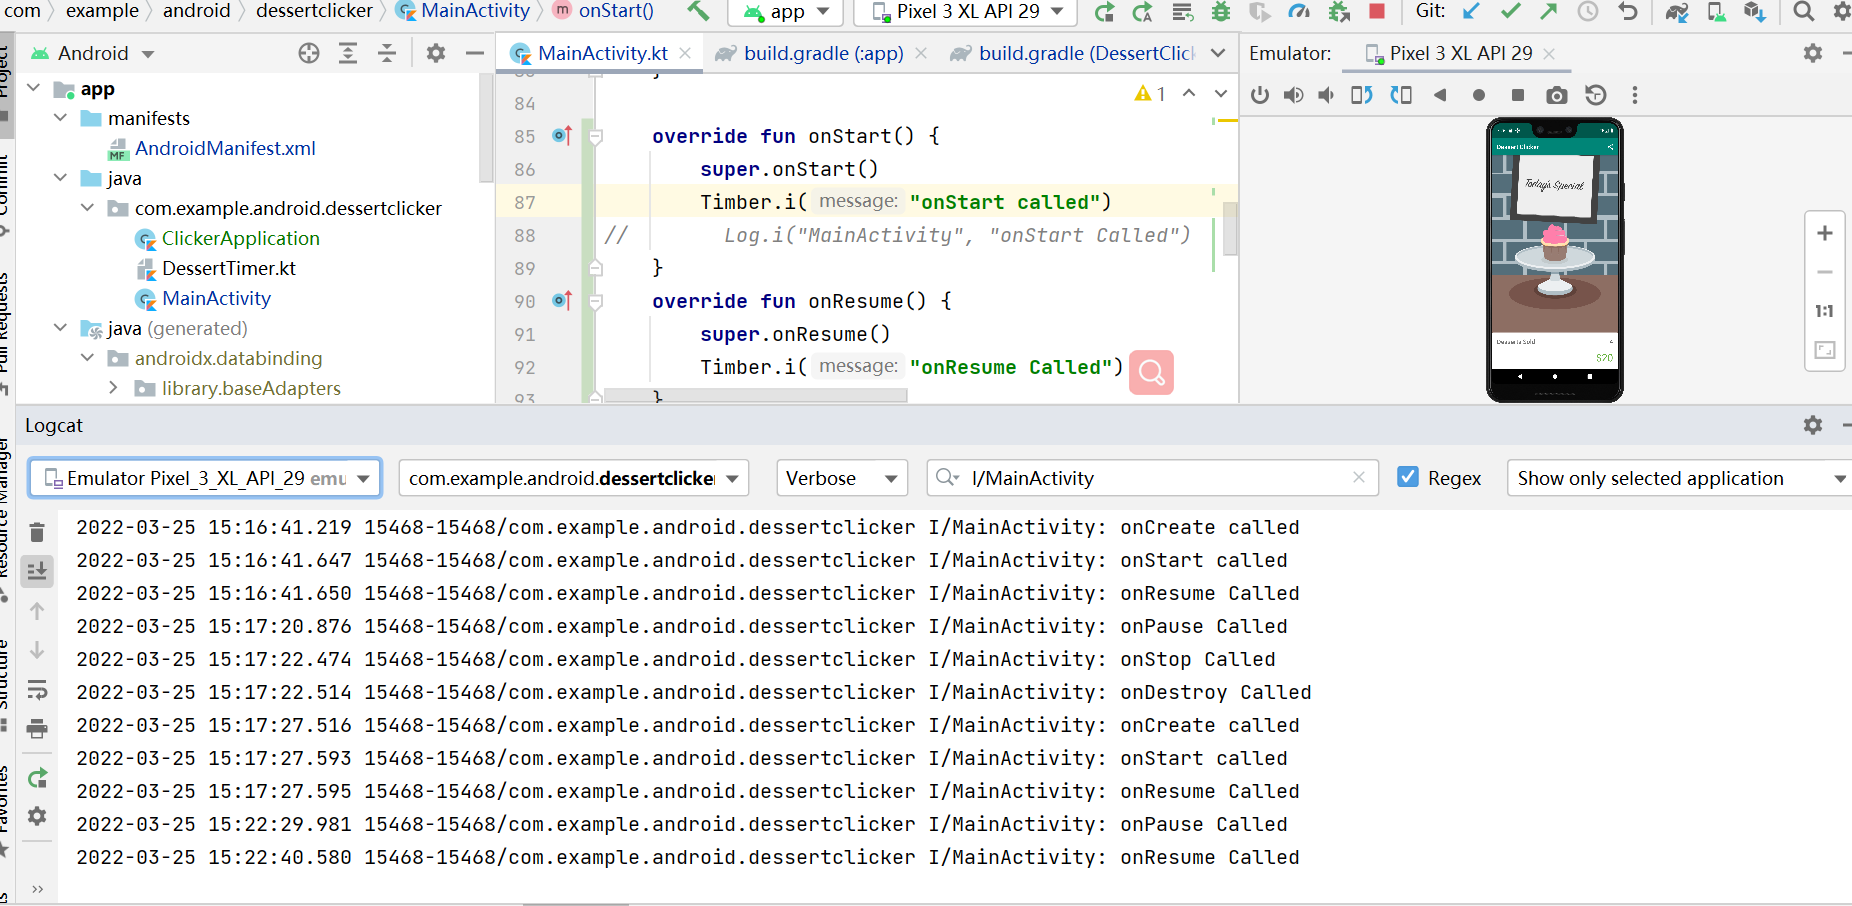 com example android dessertclicker MainActivity onStart() app Pixel 3 XL API 29 Git:
Android MainActivity.kt build.gradle (:app) build.gradle (DessertClic Emulator: Pixel 3 XL API 29
Project
app
manifests
AndroidManifest.xml
java
com.example.android.dessertclicker
ClickerApplication
DessertTimer.kt
MainActivity
java (generated)
androidx.databinding
library.baseAdapters
Commit
Pull Requests
Resource Manager
Structure
Favorites
1
84
85 override fun onStart() {
86 super.onStart()
87 Timber.i( message: "onStart called")
88 // Log.i("MainActivity", "onStart Called")
89 }
90 override fun onResume() {
91 super.onResume()
92 Timber.i( message: "onResume Called")
93 }
Dessert Clicker
Today's Special
Desserts Sold 4
$20
1:1
Logcat
Emulator Pixel_3_XL_API_29 emu com.example.android.dessertclicker Verbose I/MainActivity Regex Show only selected application
2022-03-25 15:16:41.219 15468-15468/com.example.android.dessertclicker I/MainActivity: onCreate called
2022-03-25 15:16:41.647 15468-15468/com.example.android.dessertclicker I/MainActivity: onStart called
2022-03-25 15:16:41.650 15468-15468/com.example.android.dessertclicker I/MainActivity: onResume Called
2022-03-25 15:17:20.876 15468-15468/com.example.android.dessertclicker I/MainActivity: onPause Called
2022-03-25 15:17:22.474 15468-15468/com.example.android.dessertclicker I/MainActivity: onStop Called
2022-03-25 15:17:22.514 15468-15468/com.example.android.dessertclicker I/MainActivity: onDestroy Called
2022-03-25 15:17:27.516 15468-15468/com.example.android.dessertclicker I/MainActivity: onCreate called
2022-03-25 15:17:27.593 15468-15468/com.example.android.dessertclicker I/MainActivity: onStart called
2022-03-25 15:17:27.595 15468-15468/com.example.android.dessertclicker I/MainActivity: onResume Called
2022-03-25 15:22:29.981 15468-15468/com.example.android.dessertclicker I/MainActivity: onPause Called
2022-03-25 15:22:40.580 15468-15468/com.example.android.dessertclicker I/MainActivity: onResume Called